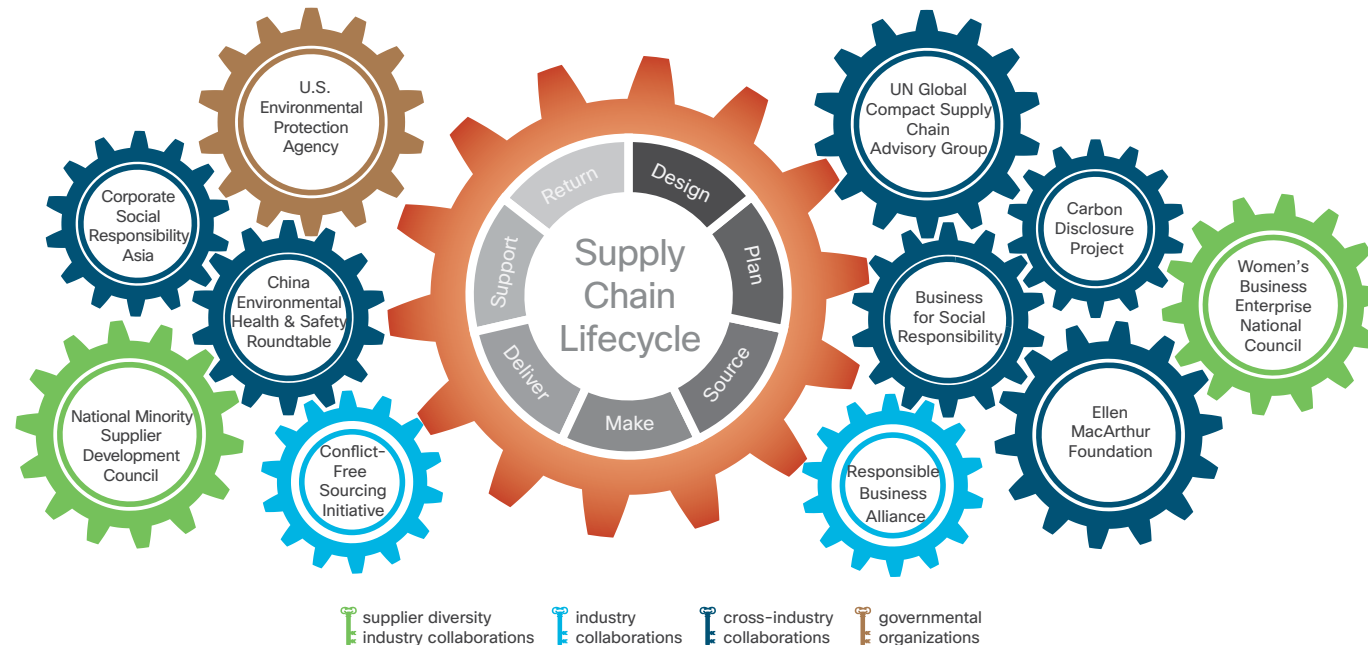 U.S.
Environmental
Protection
Agency
Corporate
Social
Responsibility
Asia
China
Environmental
Health & Safety
Roundtable
National Minority
Supplier
Development
Council
Conflict-
Free
Sourcing
Initiative
Supply
Chain
Lifecycle
Design
Plan
Source
Make
Deliver
Support
Return
UN Global
Compact Supply
Chain
Advisory Group
Carbon
Disclosure
Project
Business
for Social
Responsibility
Women's
Business
Enterprise
National
Council
Ellen
MacArthur
Foundation
Responsible
Business
Alliance
supplier diversity
industry collaborations
industry
collaborations
cross-industry
collaborations
governmental
organizations